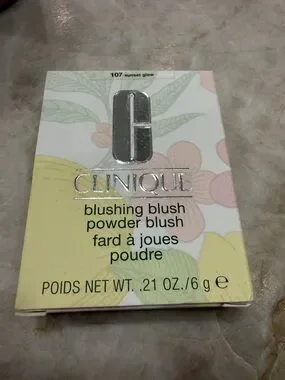 107 sunset glow
C
CLINIQUE
blushing blush
powder blush
fard à joues
poudre
POIDS NET WT. .21 OZ./6 g e